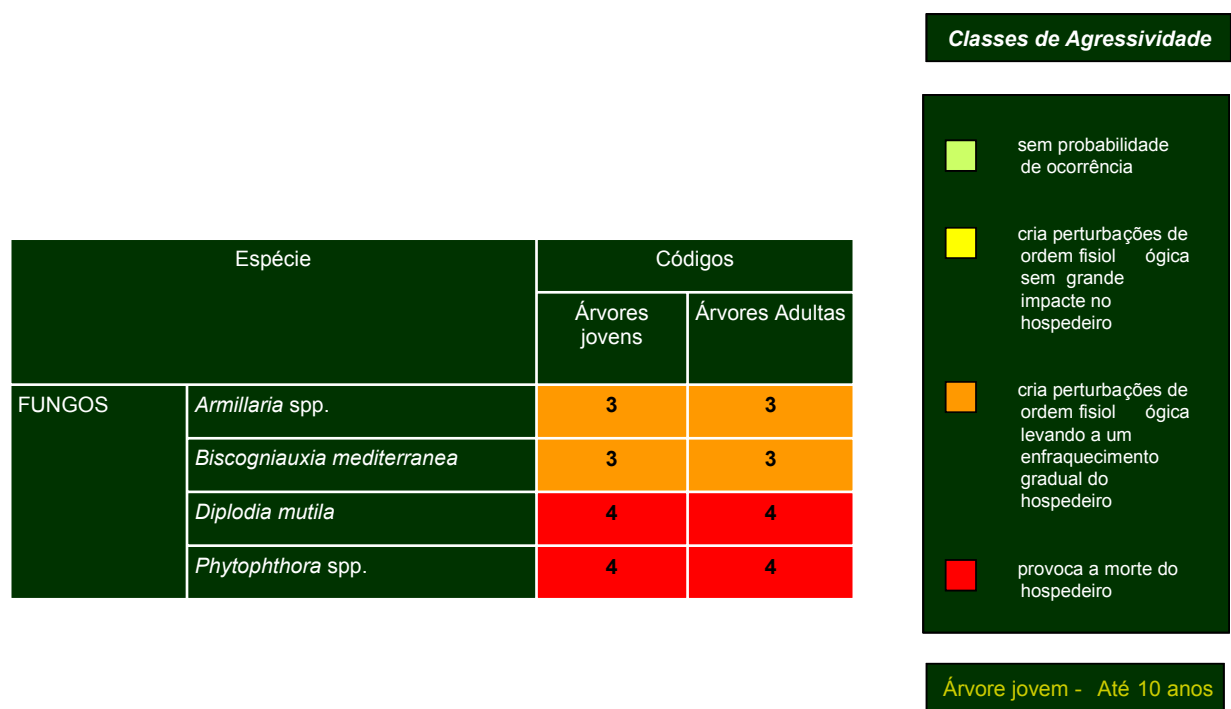 Classes de Agressividade
sem probabilidade
de ocorrência
cria perturbações de
ordem fisiol ógica
sem grande
impacte no
hospedeiro
cria perturbações de
ordem fisiol ógica
levando a um
enfraquecimento
gradual do
hospedeiro
provoca a morte do
hospedeiro
Árvore jovem - Até 10 anos
Espécie
Códigos
Árvores
jovens
Árvores Adultas
FUNGOS
Armillaria spp.
3
3
Biscogniauxia mediterranea
3
3
Diplodia mutila
4
4
Phytophthora spp.
4
4